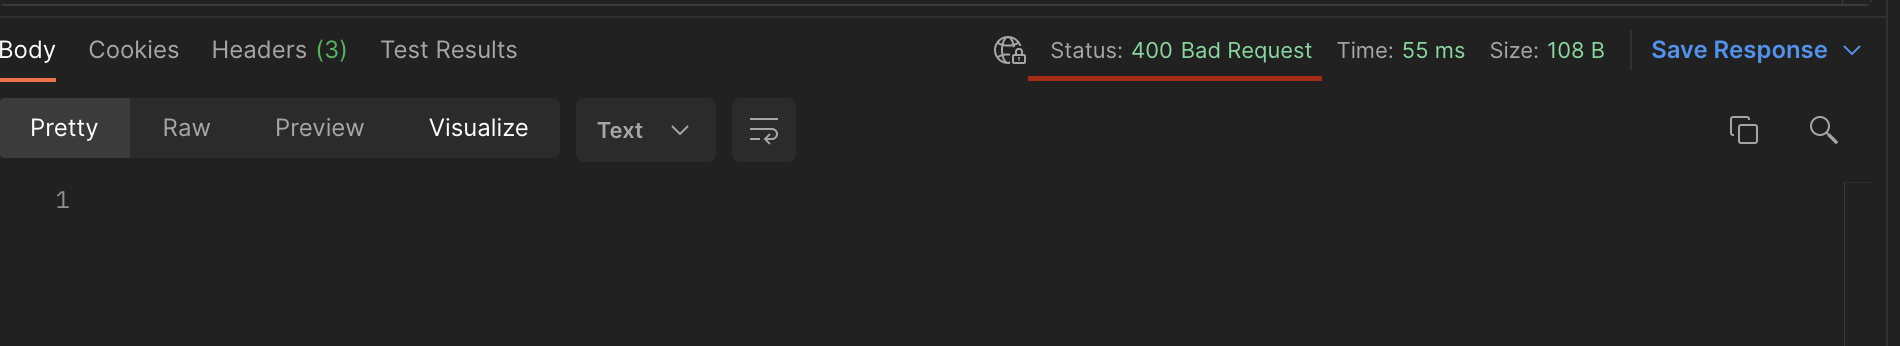 Body Cookies Headers (3) Test Results Status: 400 Bad Request Time: 55 ms Size: 108 B Save Response
Pretty Raw Preview Visualize Text
1